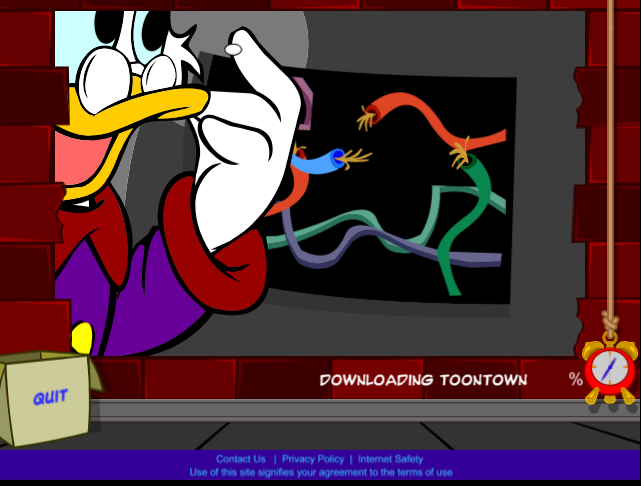 DOWNLOADING TOONTOWN %
QUIT
Contact Us | Privacy Policy | Internet Safety
Use of this site signifies your agreement to the terms of use